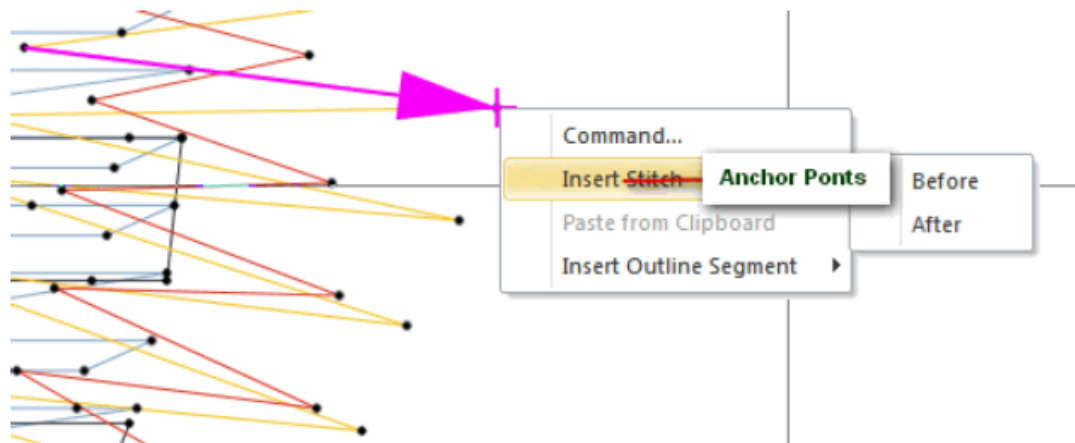 Command...
Insert Stitch Anchor Ponts
Before
Paste from Clipboard
After
Insert Outline Segment